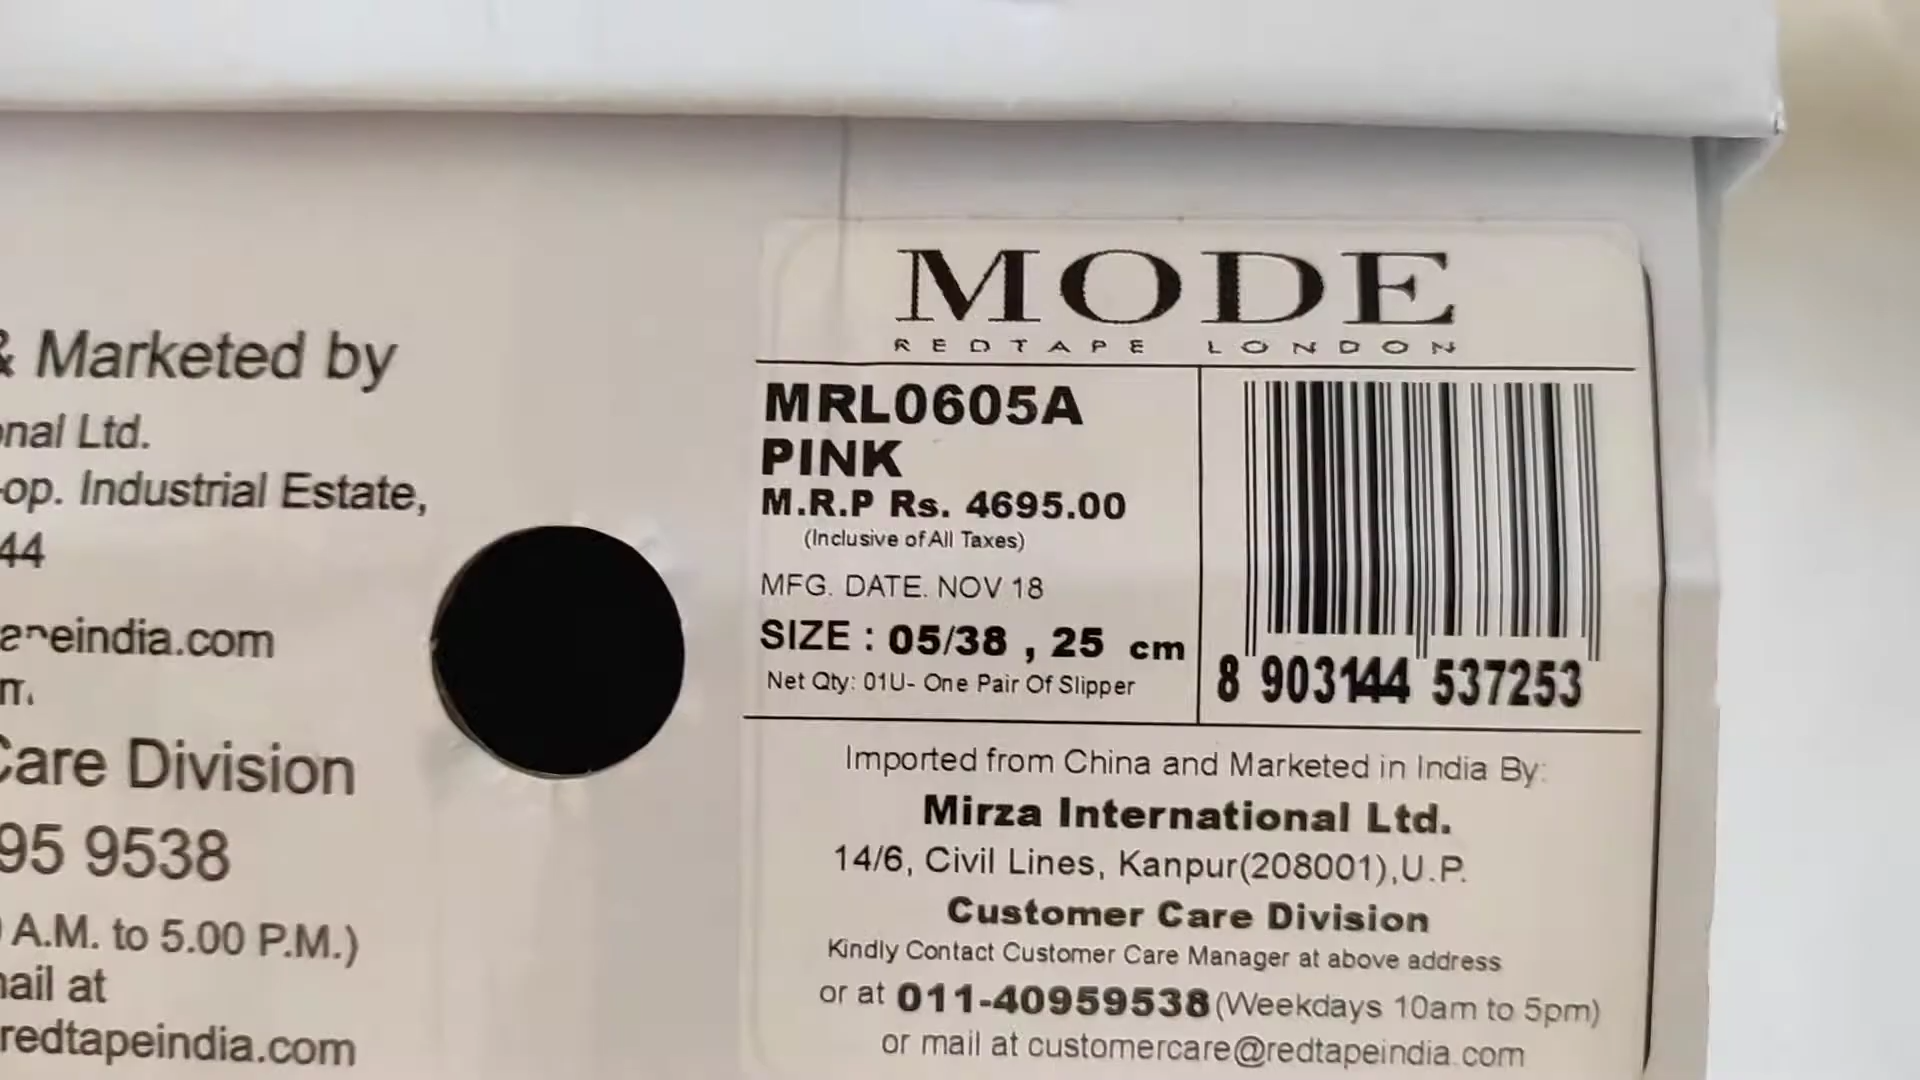 & Marketed by
onal Ltd.
-op. Industrial Estate,
44
eindia.com
Care Division
95 9538
A.M. to 5.00 P.M.)
mail at
redtapeindia.com
MODE
REDTAPE LONDON
MRL0605A
PINK
M.R.P Rs. 4695.00
(Inclusive of All Taxes)
MFG. DATE. NOV 18
SIZE : 05/38 , 25 cm
Net Qty: 01U- One Pair Of Slipper
8 903144 537253
Imported from China and Marketed in India By:
Mirza International Ltd.
14/6, Civil Lines, Kanpur(208001),U.P.
Customer Care Division
Kindly Contact Customer Care Manager at above address
or at 011-40959538(Weekdays 10am to 5pm)
or mail at customercare@redtapeindia.com